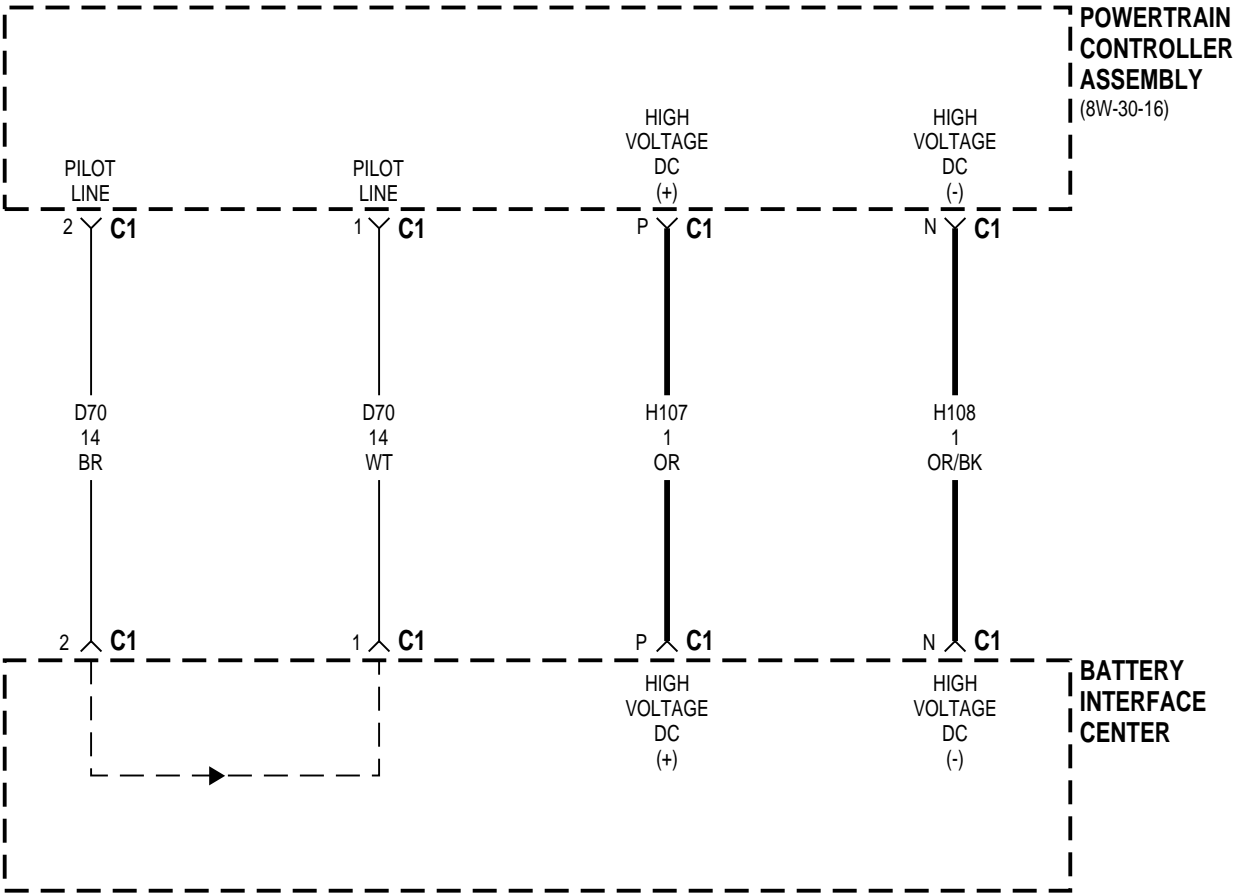 POWERTRAIN
CONTROLLER
ASSEMBLY
(8W-30-16)
PILOT
LINE
PILOT
LINE
HIGH
VOLTAGE
DC
(+)
HIGH
VOLTAGE
DC
(-)
2 C1
1 C1
P C1
N C1
D70
14
BR
D70
14
WT
H107
1
OR
H108
1
OR/BK
2 C1
1 C1
P C1
N C1
HIGH
VOLTAGE
DC
(+)
HIGH
VOLTAGE
DC
(-)
BATTERY
INTERFACE
CENTER